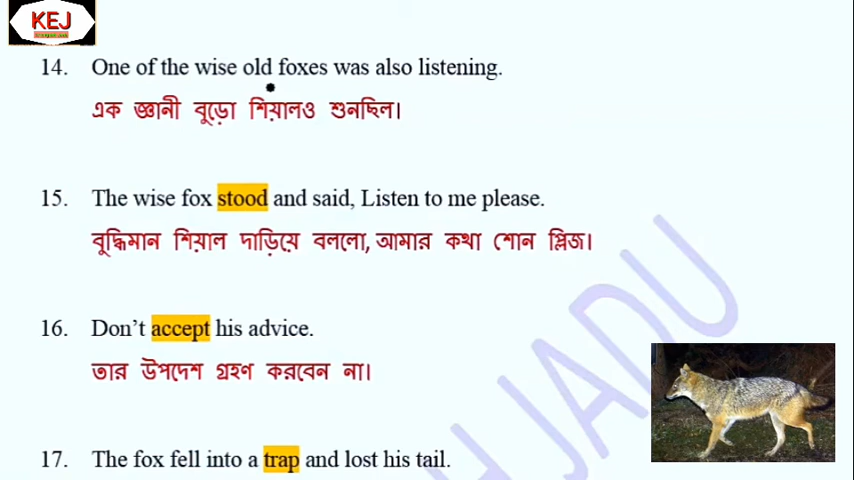 KEJ
14. One of the wise old foxes was also listening.
এক জ্ঞানী বুড়ো শিয়ালও শুনছিল।
15. The wise fox stood and said, Listen to me please.
বুদ্ধিমান শিয়াল দাড়িয়ে বললো, আমার কথা শোন প্লিজ।
16. Don’t accept his advice.
তার উপদেশ গ্রহণ করবেন না।
17. The fox fell into a trap and lost his tail.
H JADU